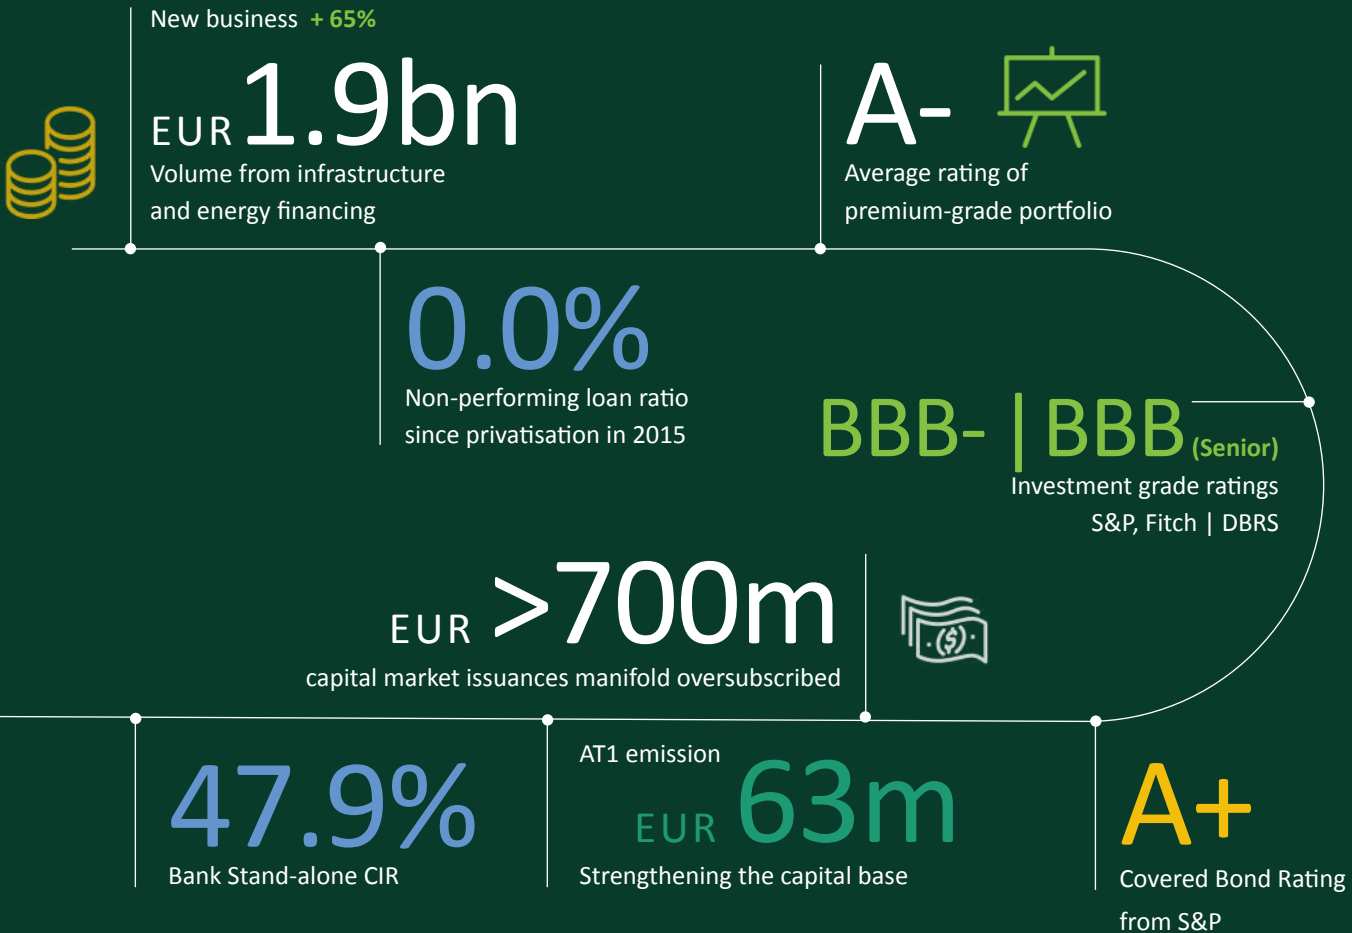 New business + 65%
EUR 1.9bn
Volume from infrastructure
and energy financing
A-
Average rating of
premium-grade portfolio
0.0%
Non-performing loan ratio
since privatisation in 2015
BBB- | BBB (Senior)
Investment grade ratings
S&P, Fitch | DBRS
EUR >700m
capital market issuances manifold oversubscribed
47.9%
Bank Stand-alone CIR
AT1 emission
EUR 63m
Strengthening the capital base
A+
Covered Bond Rating
from S&P